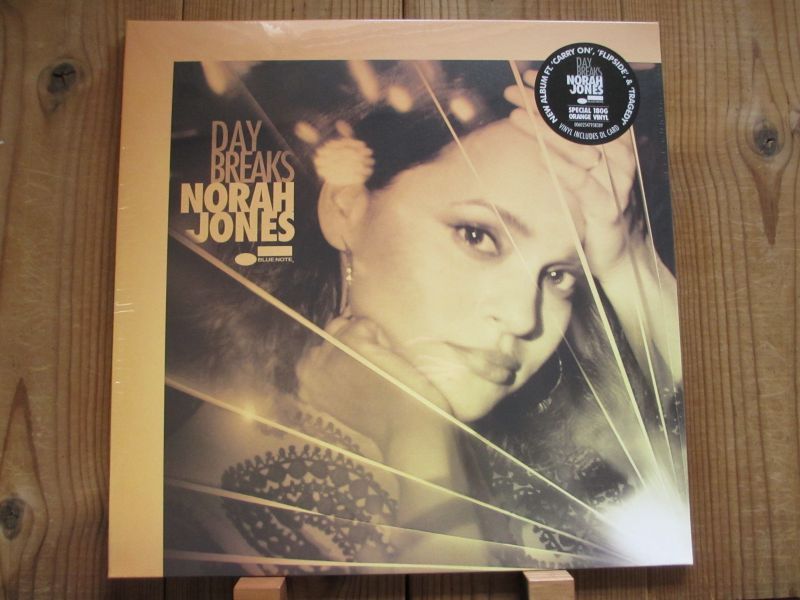 DAY
BREAKS
NORAH
JONES
BLUE NOTE
NEW ALBUM FT. 'CARRY ON', 'FLIPSIDE', & 'TRAGEDY'
DAY
BREAKS
NORAH
JONES
SPECIAL 180G
ORANGE VINYL
VINYL INCLUDES DL CARD